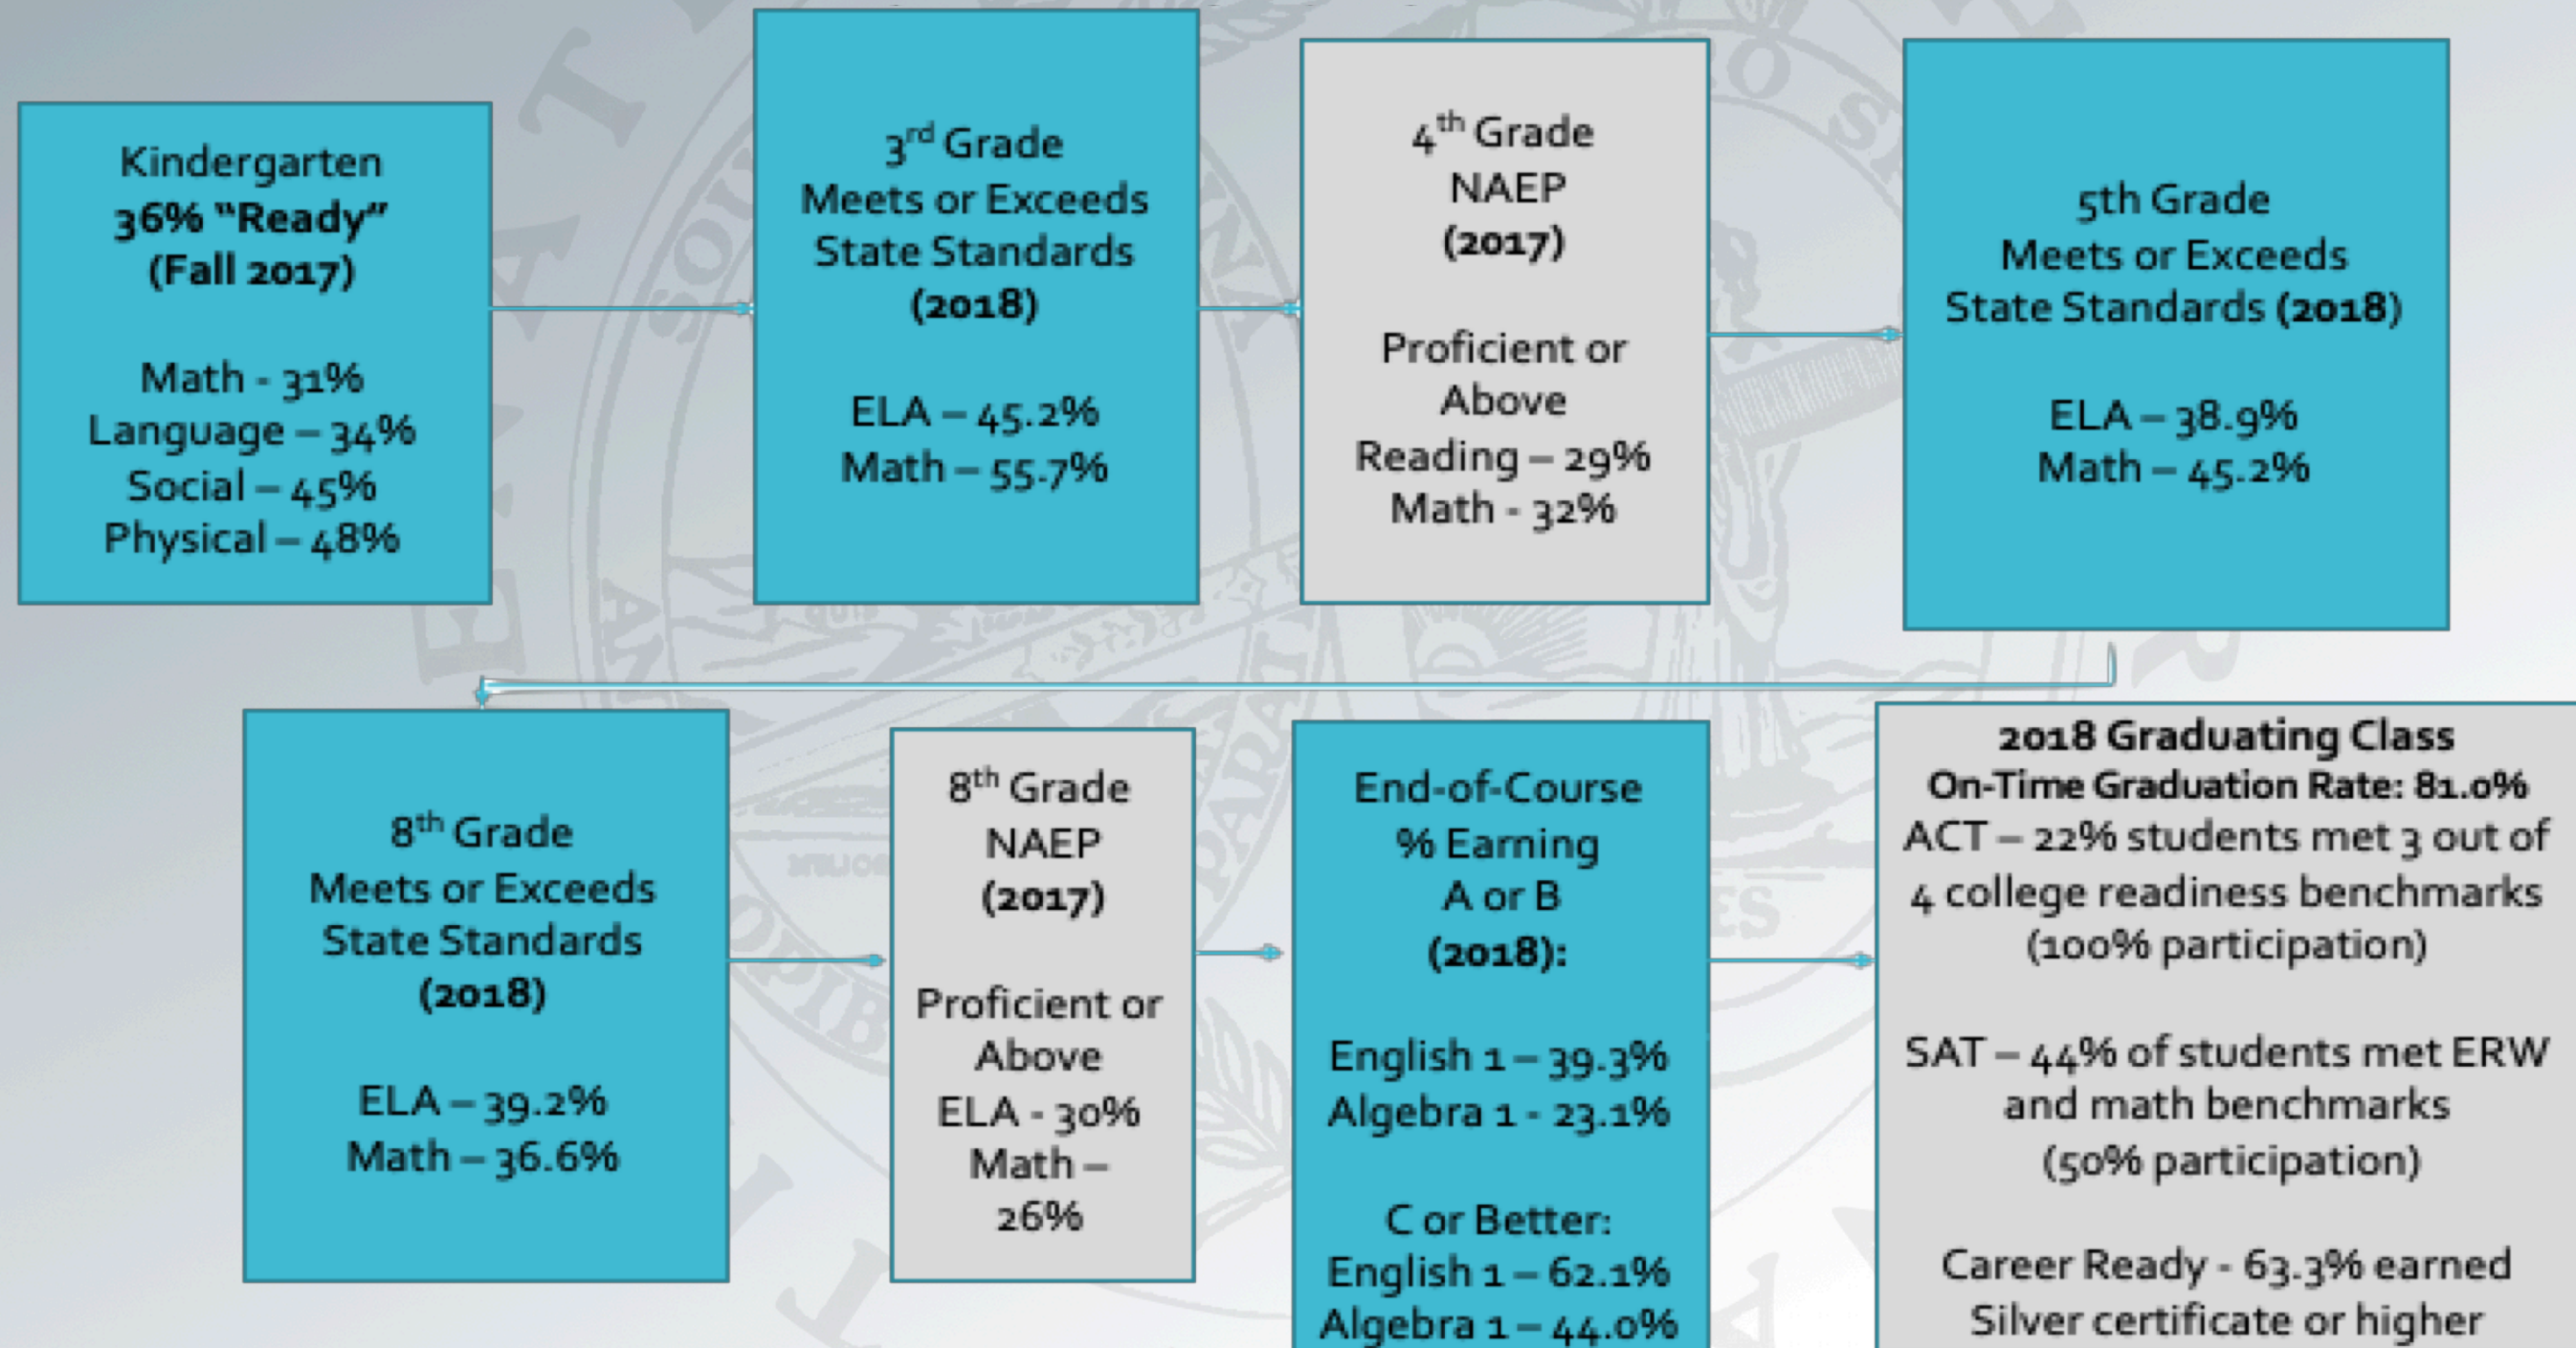 Kindergarten
36% “Ready”
(Fall 2017)
Math - 31%
Language – 34%
Social – 45%
Physical – 48%
3rd Grade
Meets or Exceeds
State Standards
(2018)
ELA – 45.2%
Math – 55.7%
4th Grade
NAEP
(2017)
Proficient or
Above
Reading – 29%
Math - 32%
5th Grade
Meets or Exceeds
State Standards (2018)
ELA – 38.9%
Math – 45.2%
8th Grade
Meets or Exceeds
State Standards
(2018)
ELA – 39.2%
Math – 36.6%
8th Grade
NAEP
(2017)
Proficient or
Above
ELA - 30%
Math –
26%
End-of-Course
% Earning
A or B
(2018):
English 1 – 39.3%
Algebra 1 - 23.1%
C or Better:
English 1 – 62.1%
Algebra 1 – 44.0%
2018 Graduating Class
On-Time Graduation Rate: 81.0%
ACT – 22% students met 3 out of
4 college readiness benchmarks
(100% participation)
SAT – 44% of students met ERW
and math benchmarks
(50% participation)
Career Ready - 63.3% earned
Silver certificate or higher